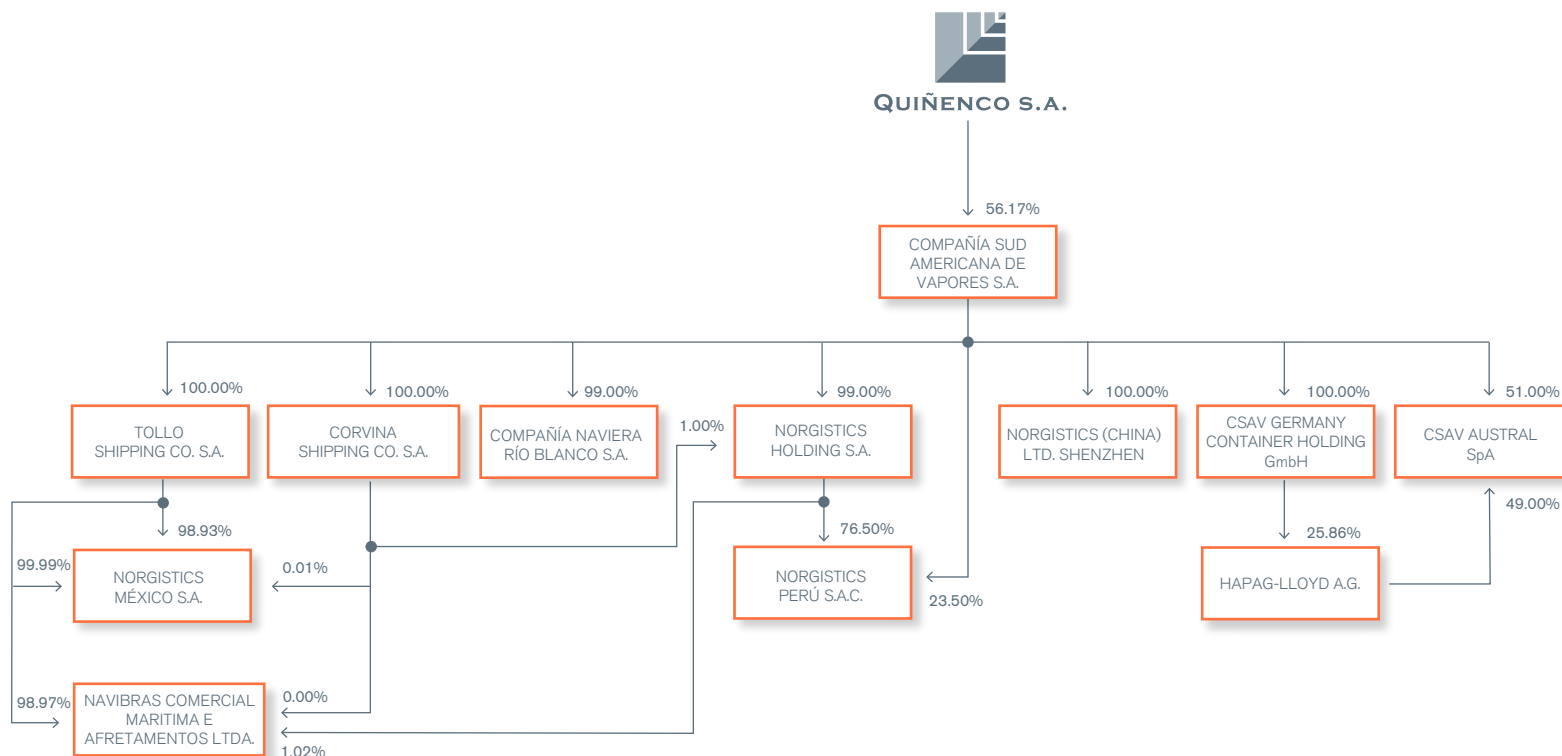 QUIÑENCO S.A.
56.17%
COMPAÑÍA SUD
AMERICANA DE
VAPORES S.A.
100.00%
100.00%
99.00%
99.00%
100.00%
100.00%
51.00%
TOLLO
SHIPPING CO. S.A.
CORVINA
SHIPPING CO. S.A.
COMPAÑÍA NAVIERA
RÍO BLANCO S.A.
1.00%
NORGISTICS
HOLDING S.A.
NORGISTICS (CHINA)
LTD. SHENZHEN
CSAV GERMANY
CONTAINER HOLDING
GmbH
CSAV AUSTRAL
SpA
98.93%
76.50%
25.86%
49.00%
99.99%
NORGISTICS
MÉXICO S.A.
0.01%
NORGISTICS
PERÚ S.A.C.
23.50%
HAPAG-LLOYD A.G.
98.97%
NAVIBRAS COMERCIAL
MARITIMA E
AFRETAMENTOS LTDA.
0.00%
1.02%